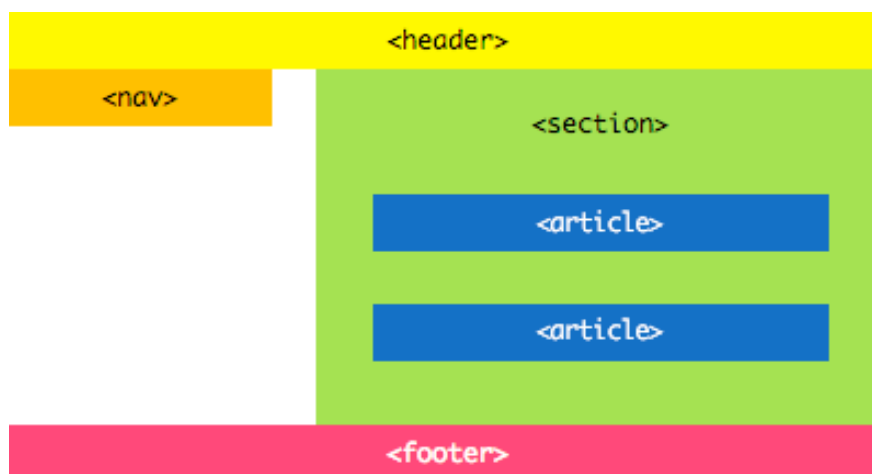 <header>
<nav>
<section>
<article>
<article>
<footer>